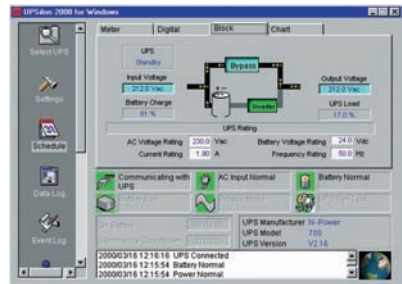 UPSilon 2000 for Windows
Meter Digital Block Chart
Select UPS
Settings
Schedule
Data Log
Event Log
UPS
Standby
Bypass
Input Voltage
212.0 Vac
Output Voltage
212.0 Vac
Battery Charge
81 %
Inverter
UPS Load
17.0 %
UPS Rating
AC Voltage Rating 230.0 Vac Battery Voltage Rating 24.0 Vdc
Current Rating 1.90 A Frequency Rating 50.0 Hz
Communicating with UPS
AC Input Normal
Battery Normal
UPS Manufacturer N-Power
UPS Model 700
UPS Version V2.16
2000/03/16 12:16:16 UPS Connected
2000/03/16 12:15:54 Battery Normal
2000/03/16 12:15:54 Power Normal